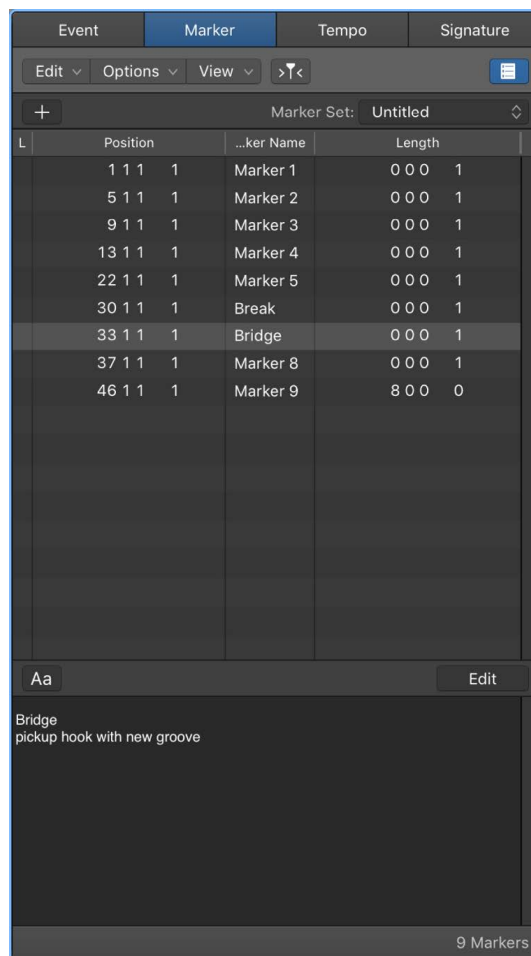 Event Marker Tempo Signature
Edit Options View
+ Marker Set: Untitled
L Position ...ker Name Length
1 1 1 1 Marker 1 0 0 0 1
5 1 1 1 Marker 2 0 0 0 1
9 1 1 1 Marker 3 0 0 0 1
13 1 1 1 Marker 4 0 0 0 1
22 1 1 1 Marker 5 0 0 0 1
30 1 1 1 Break 0 0 0 1
33 1 1 1 Bridge 0 0 0 1
37 1 1 1 Marker 8 0 0 0 1
46 1 1 1 Marker 9 8 0 0 0
Aa Edit
Bridge
pickup hook with new groove
9 Markers